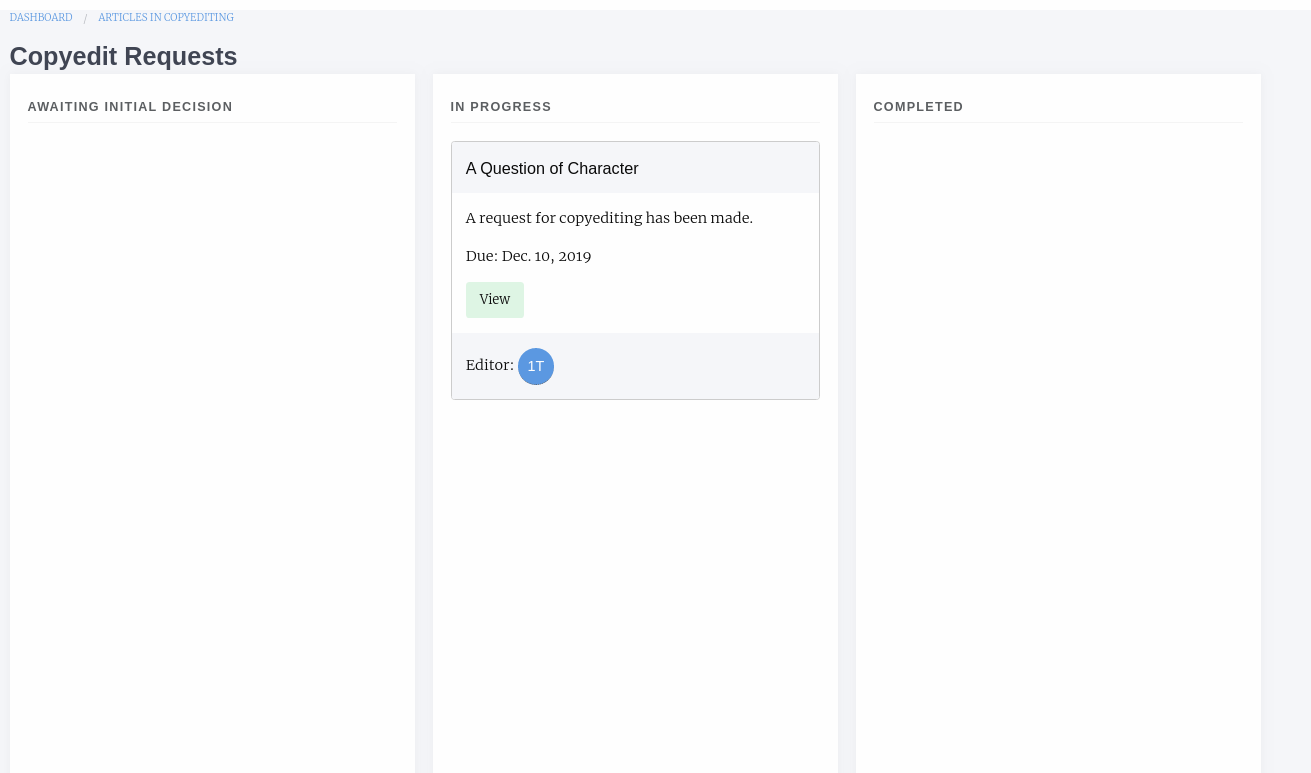 DASHBOARD / ARTICLES IN COPYEDITING
Copyedit Requests
AWAITING INITIAL DECISION
IN PROGRESS
A Question of Character
A request for copyediting has been made.
Due: Dec. 10, 2019
View
Editor: 1T
COMPLETED